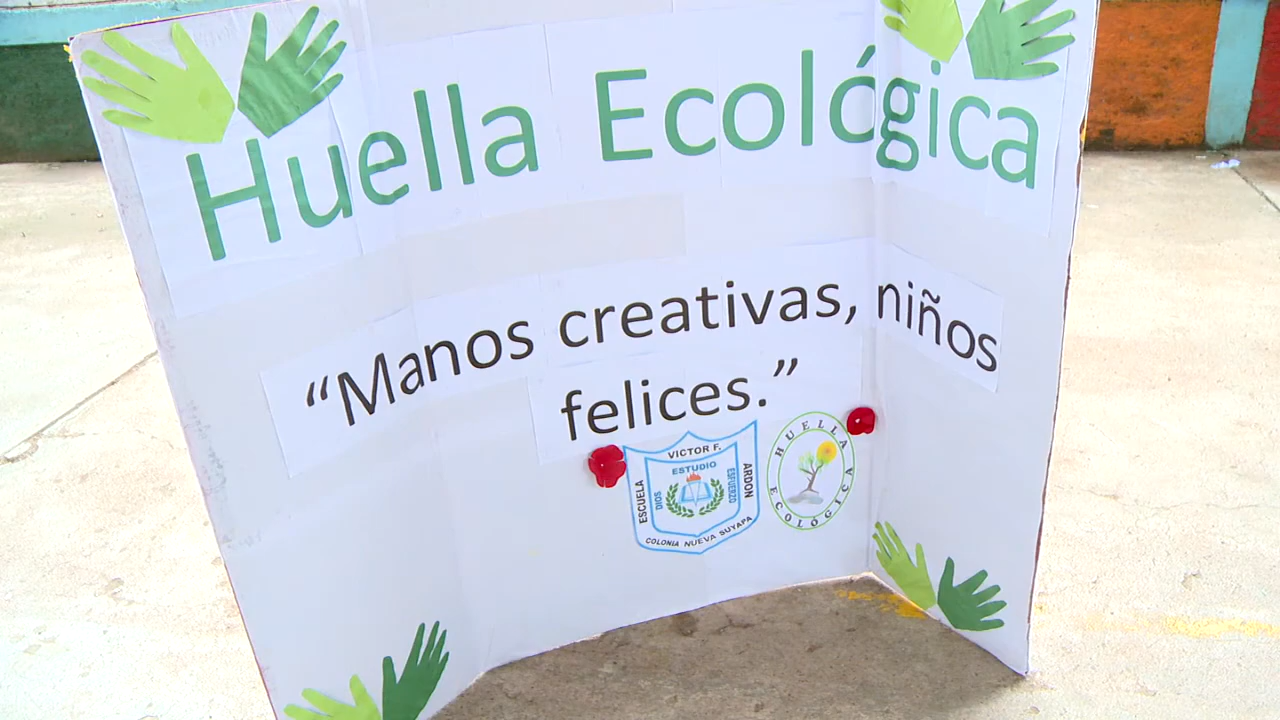 Huella Ecológica
“Manos creativas, niños
felices.”
VICTOR F.
ESCUELA
ARDON
ESTUDIO
DIOS
ESFUERZO
COLONIA NUEVA SUYAPA
HUELLA
ECOLÓGICA